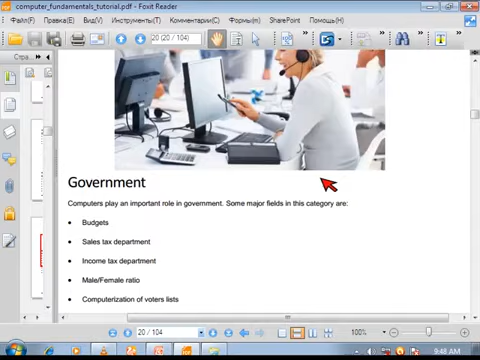 computer_fundamentals_tutorial.pdf - Foxit Reader
Файл(F) Правка(E) Вид(V) Инструменты(T) Комментарии(C) Формы(m) SharePoint Помощь(H)
20 (20 / 104)
Стра...
Government
Computers play an important role in government. Some major fields in this category are:
• Budgets
• Sales tax department
• Income tax department
• Male/Female ratio
• Computerization of voters lists
20 / 104
100%
9:48 AM